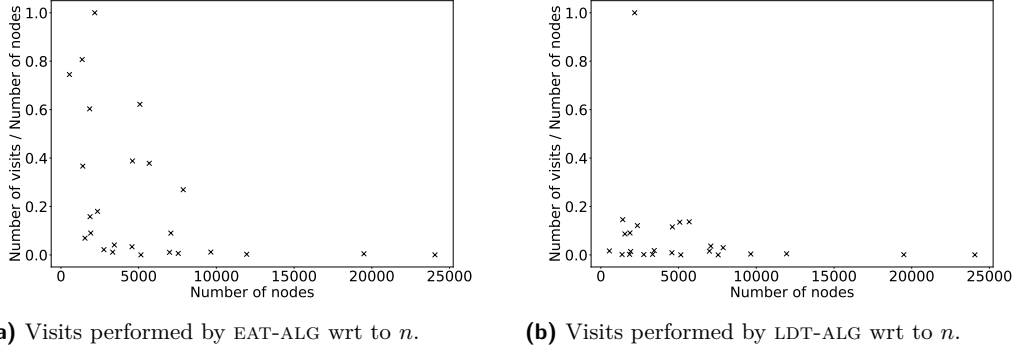 1.0
0.8
0.6
0.4
0.2
0.0
Number of visits / Number of nodes
0 5000 10000 15000 20000 25000
Number of nodes
a) Visits performed by EAT-ALG wrt to n.
1.0
0.8
0.6
0.4
0.2
0.0
Number of visits / Number of nodes
0 5000 10000 15000 20000 25000
Number of nodes
(b) Visits performed by LDT-ALG wrt to n.